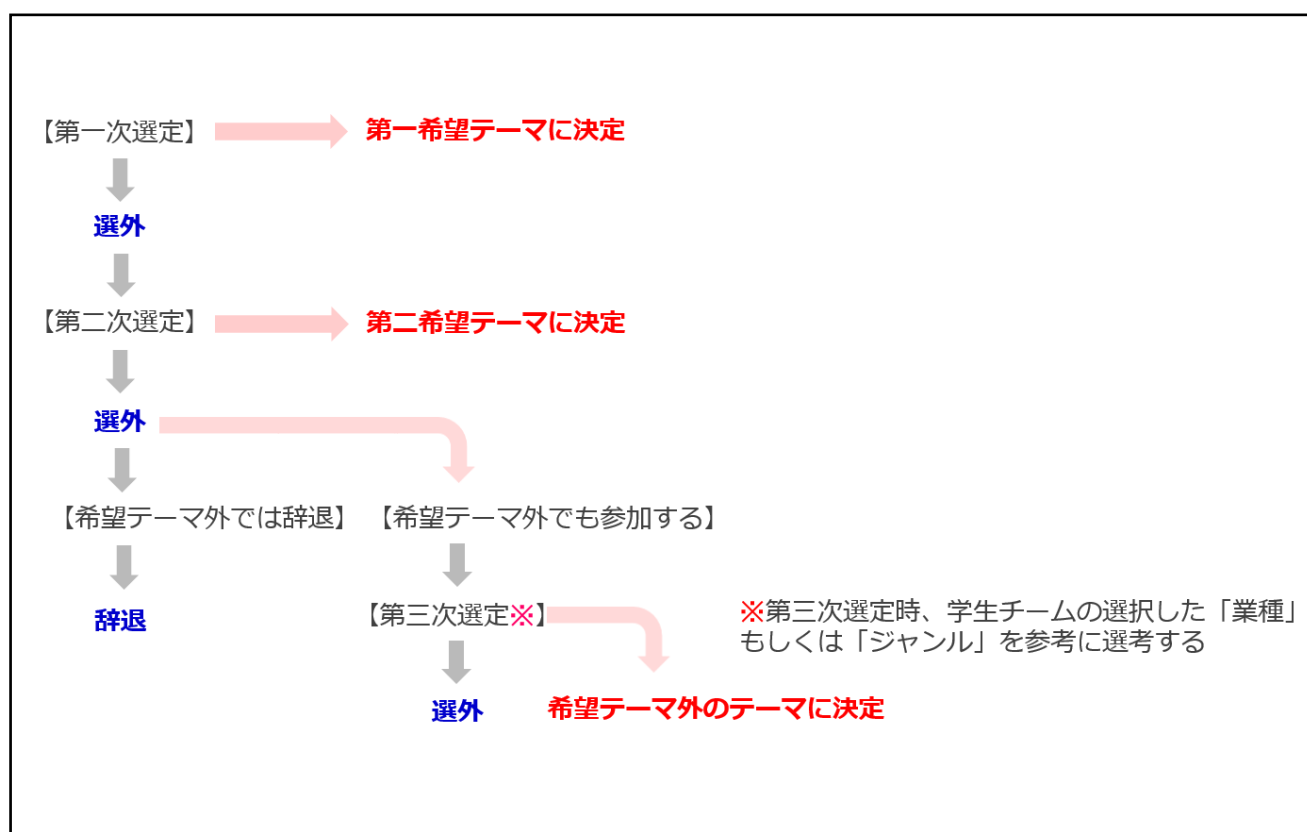 【第一次選定】
第一希望テーマに決定
選外
【第二次選定】
第二希望テーマに決定
選外
【希望テーマ外では辞退】
【希望テーマ外でも参加する】
辞退
【第三次選定※】
※第三次選定時、学生チームの選択した「業種」
もしくは「ジャンル」を参考に選考する
選外
希望テーマ外のテーマに決定